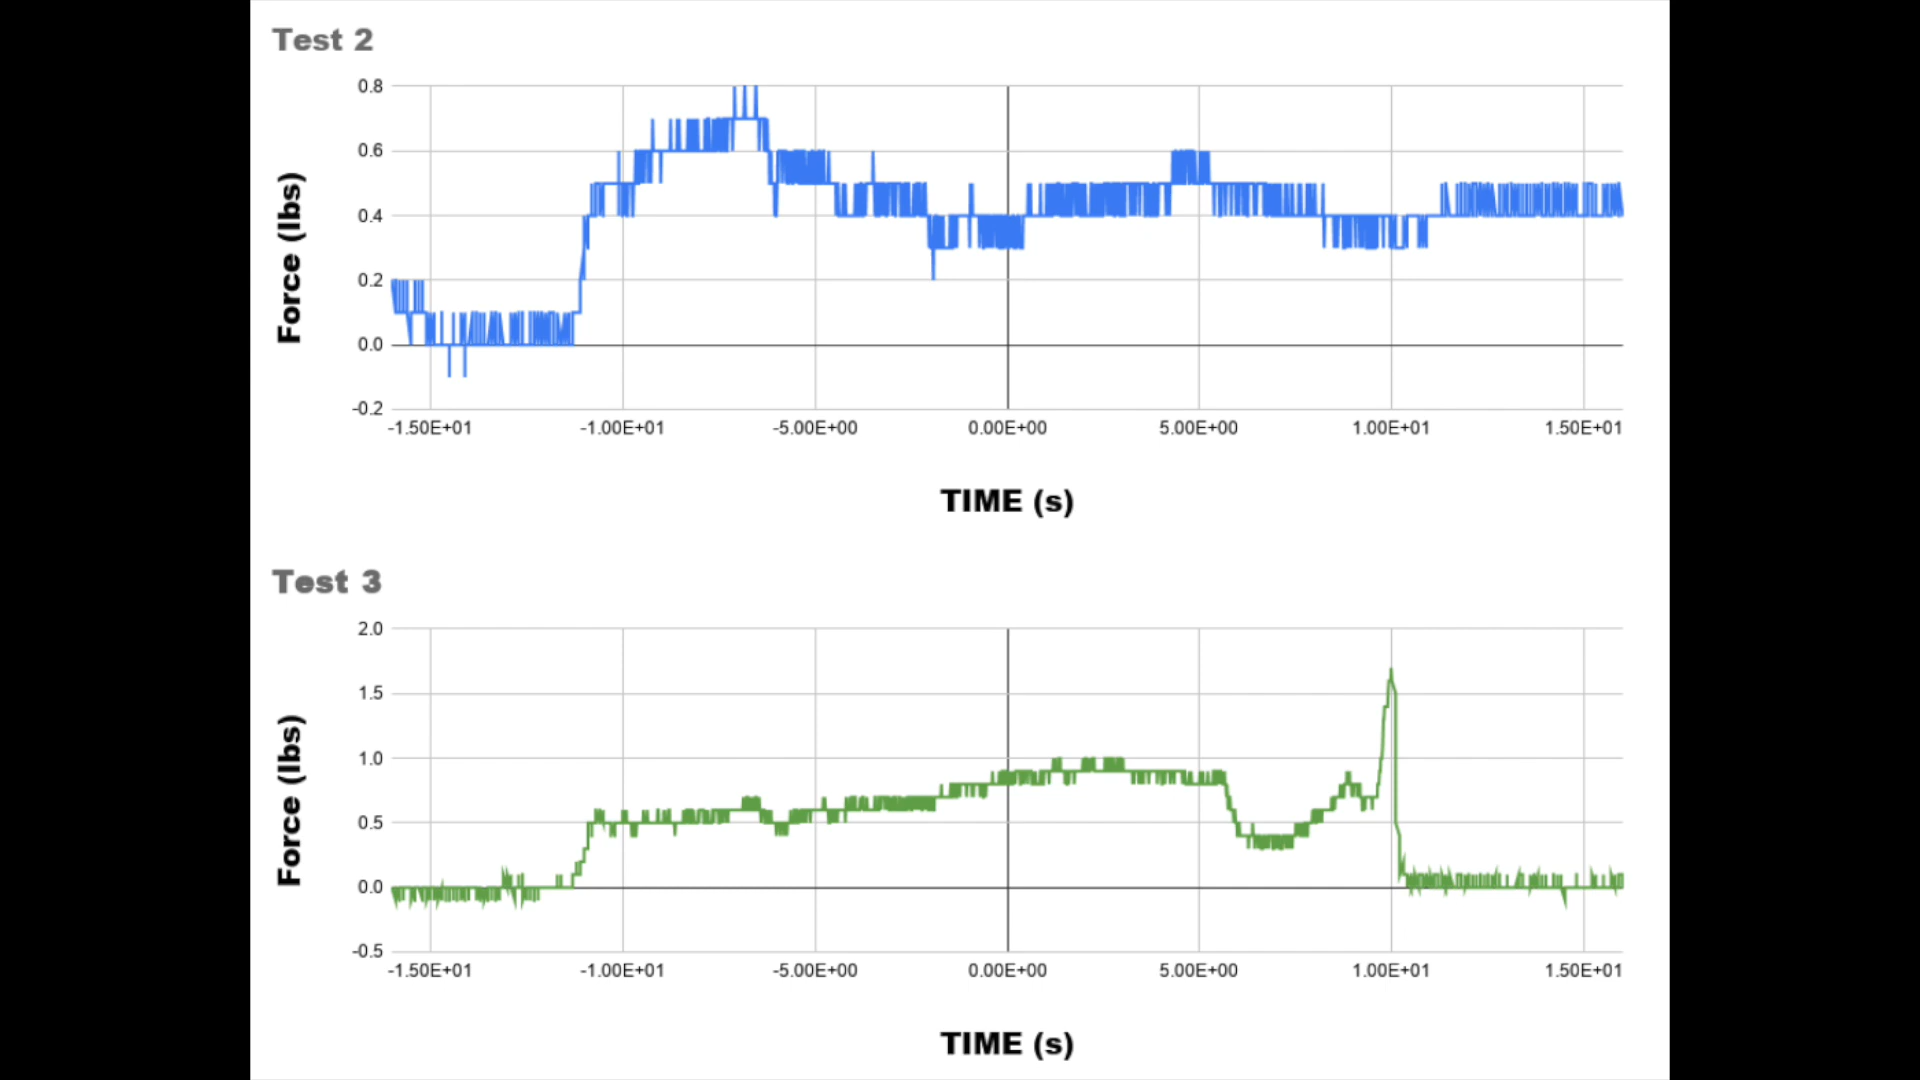 Test 2
0.8
0.6
0.4
0.2
0.0
-0.2
Force (lbs)
-1.50E+01 -1.00E+01 -5.00E+00 0.00E+00 5.00E+00 1.00E+01 1.50E+01
TIME (s)
Test 3
2.0
1.5
1.0
0.5
0.0
-0.5
Force (lbs)
-1.50E+01 -1.00E+01 -5.00E+00 0.00E+00 5.00E+00 1.00E+01 1.50E+01
TIME (s)